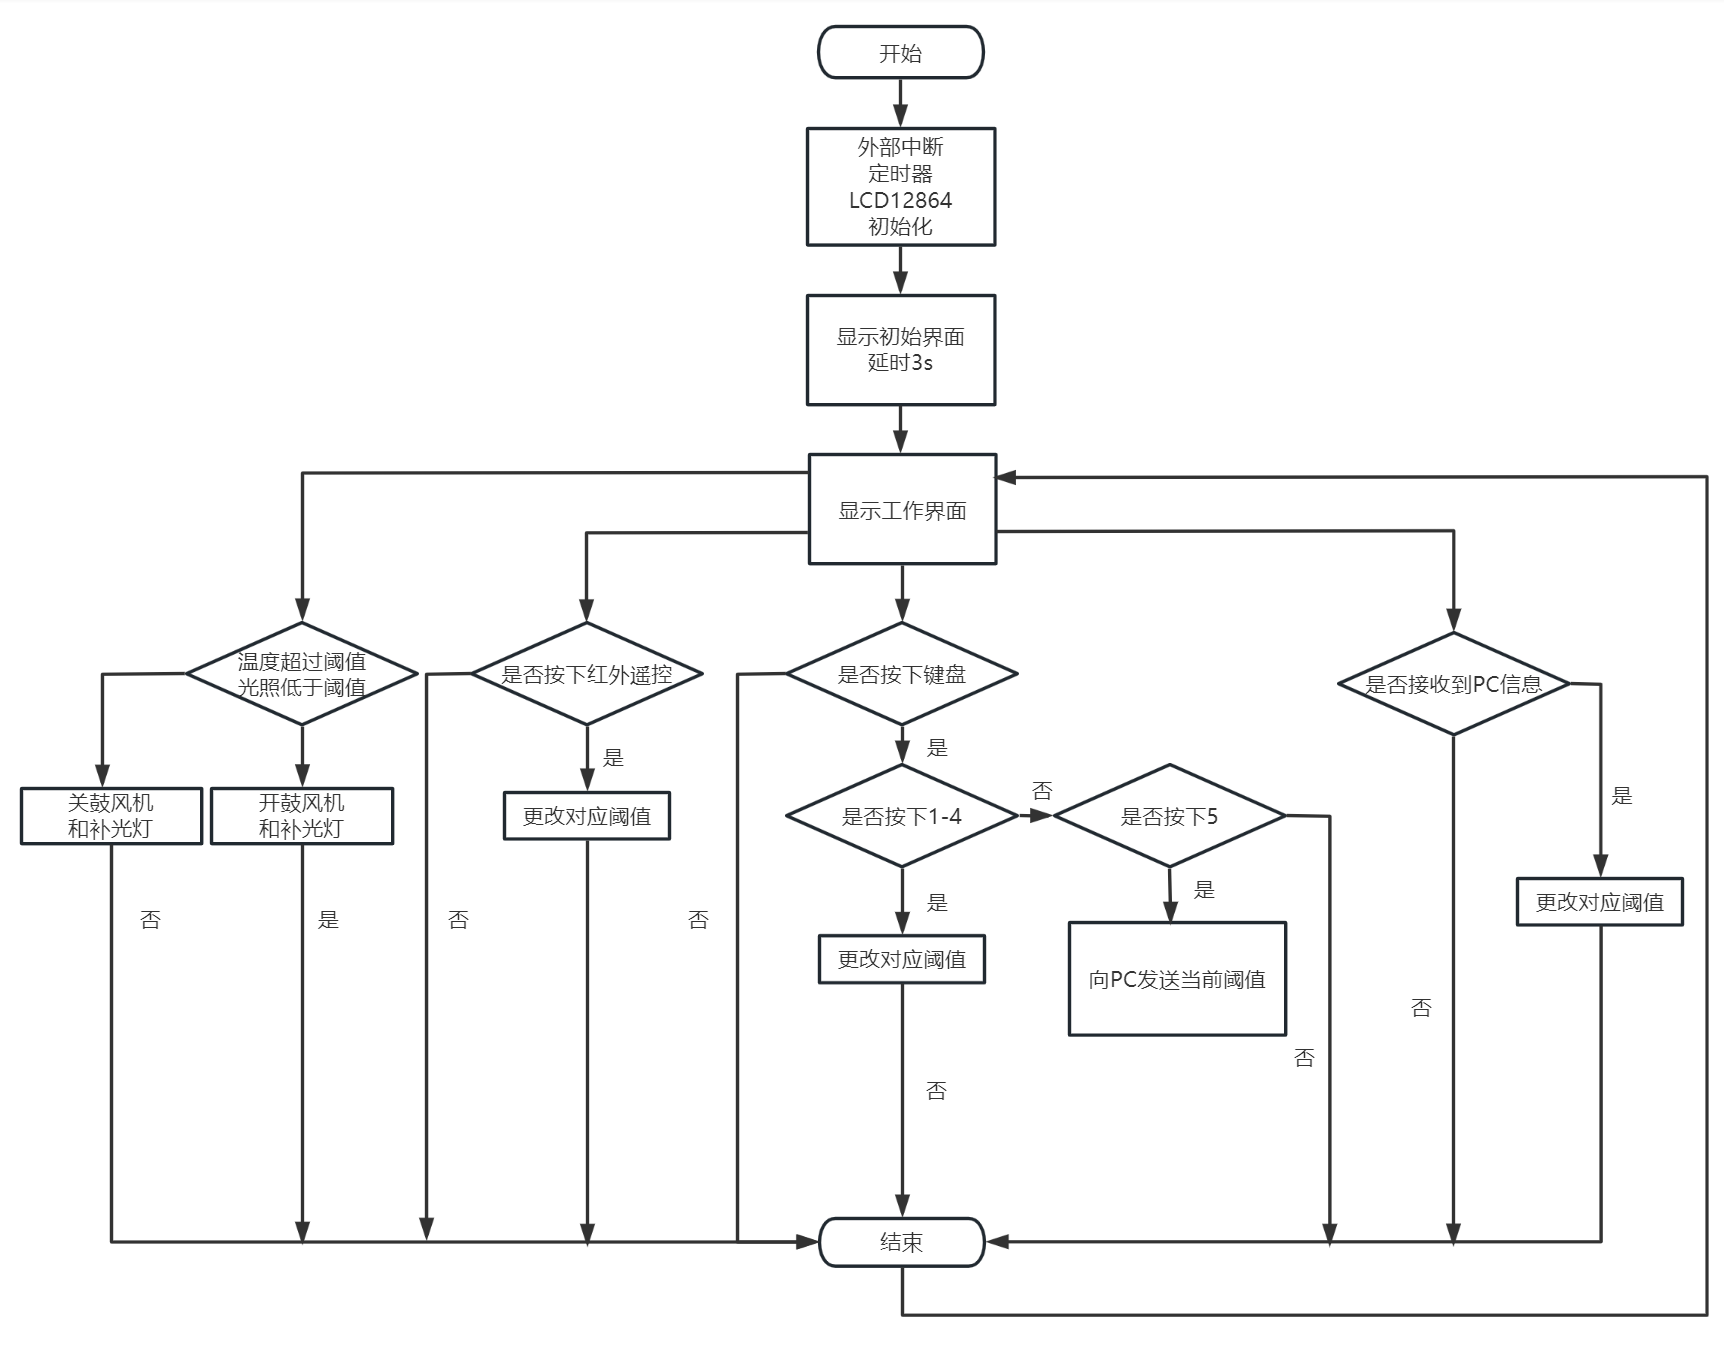 开始
外部中断
定时器
LCD12864
初始化
显示初始界面
延时3s
显示工作界面
温度超过阈值
光照低于阈值
是否按下红外遥控
是否按下键盘
是否接收到PC信息
是
是
否
是
关鼓风机
和补光灯
开鼓风机
和补光灯
更改对应阈值
是否按下1-4
是否按下5
是
是
更改对应阈值
否
是
否
否
更改对应阈值
向PC发送当前阈值
否
否
否
结束